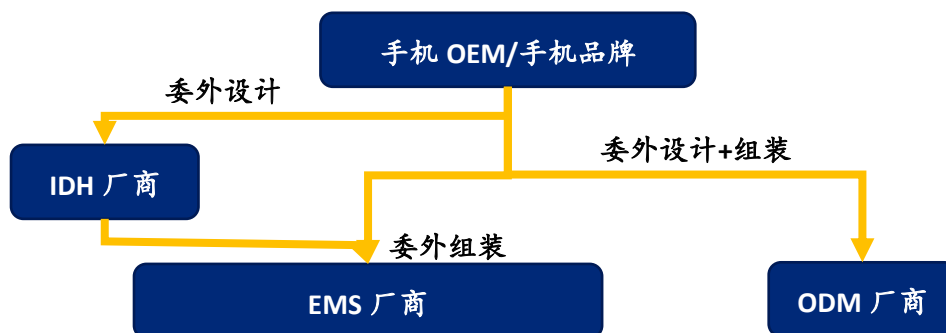 手机 OEM/手机品牌
委外设计
委外设计+组装
IDH 厂商
委外组装
EMS 厂商
ODM 厂商